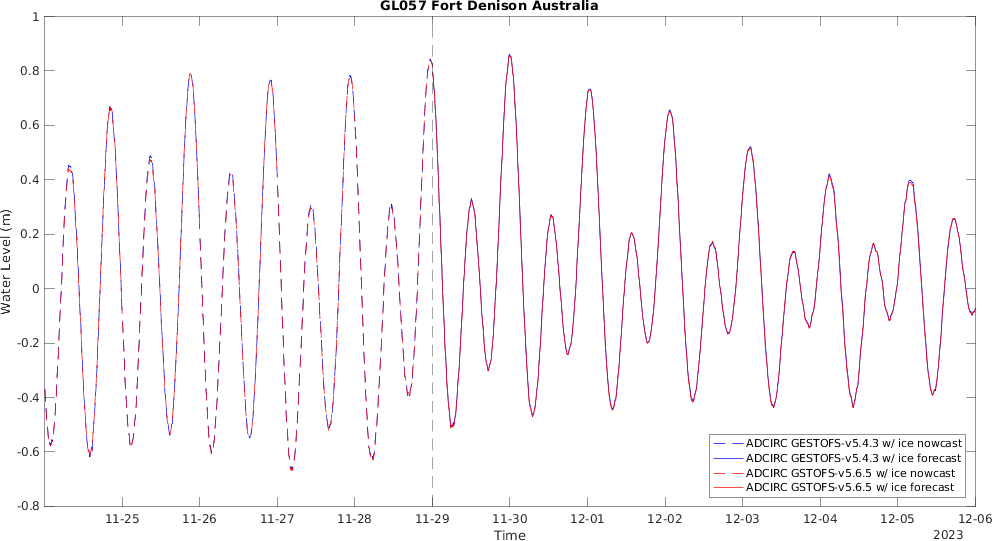 GL057 Fort Denison Australia
1
0.8
0.6
0.4
0.2
0
-0.2
-0.4
-0.6
-0.8
Water Level (m)
ADCIRC GESTOFS-v5.4.3 w/ ice nowcast
ADCIRC GESTOFS-v5.4.3 w/ ice forecast
ADCIRC GSTOFS-v5.6.5 w/ ice nowcast
ADCIRC GSTOFS-v5.6.5 w/ ice forecast
11-25 11-26 11-27 11-28 11-29 11-30 12-01 12-02 12-03 12-04 12-05 12-06
Time
2023